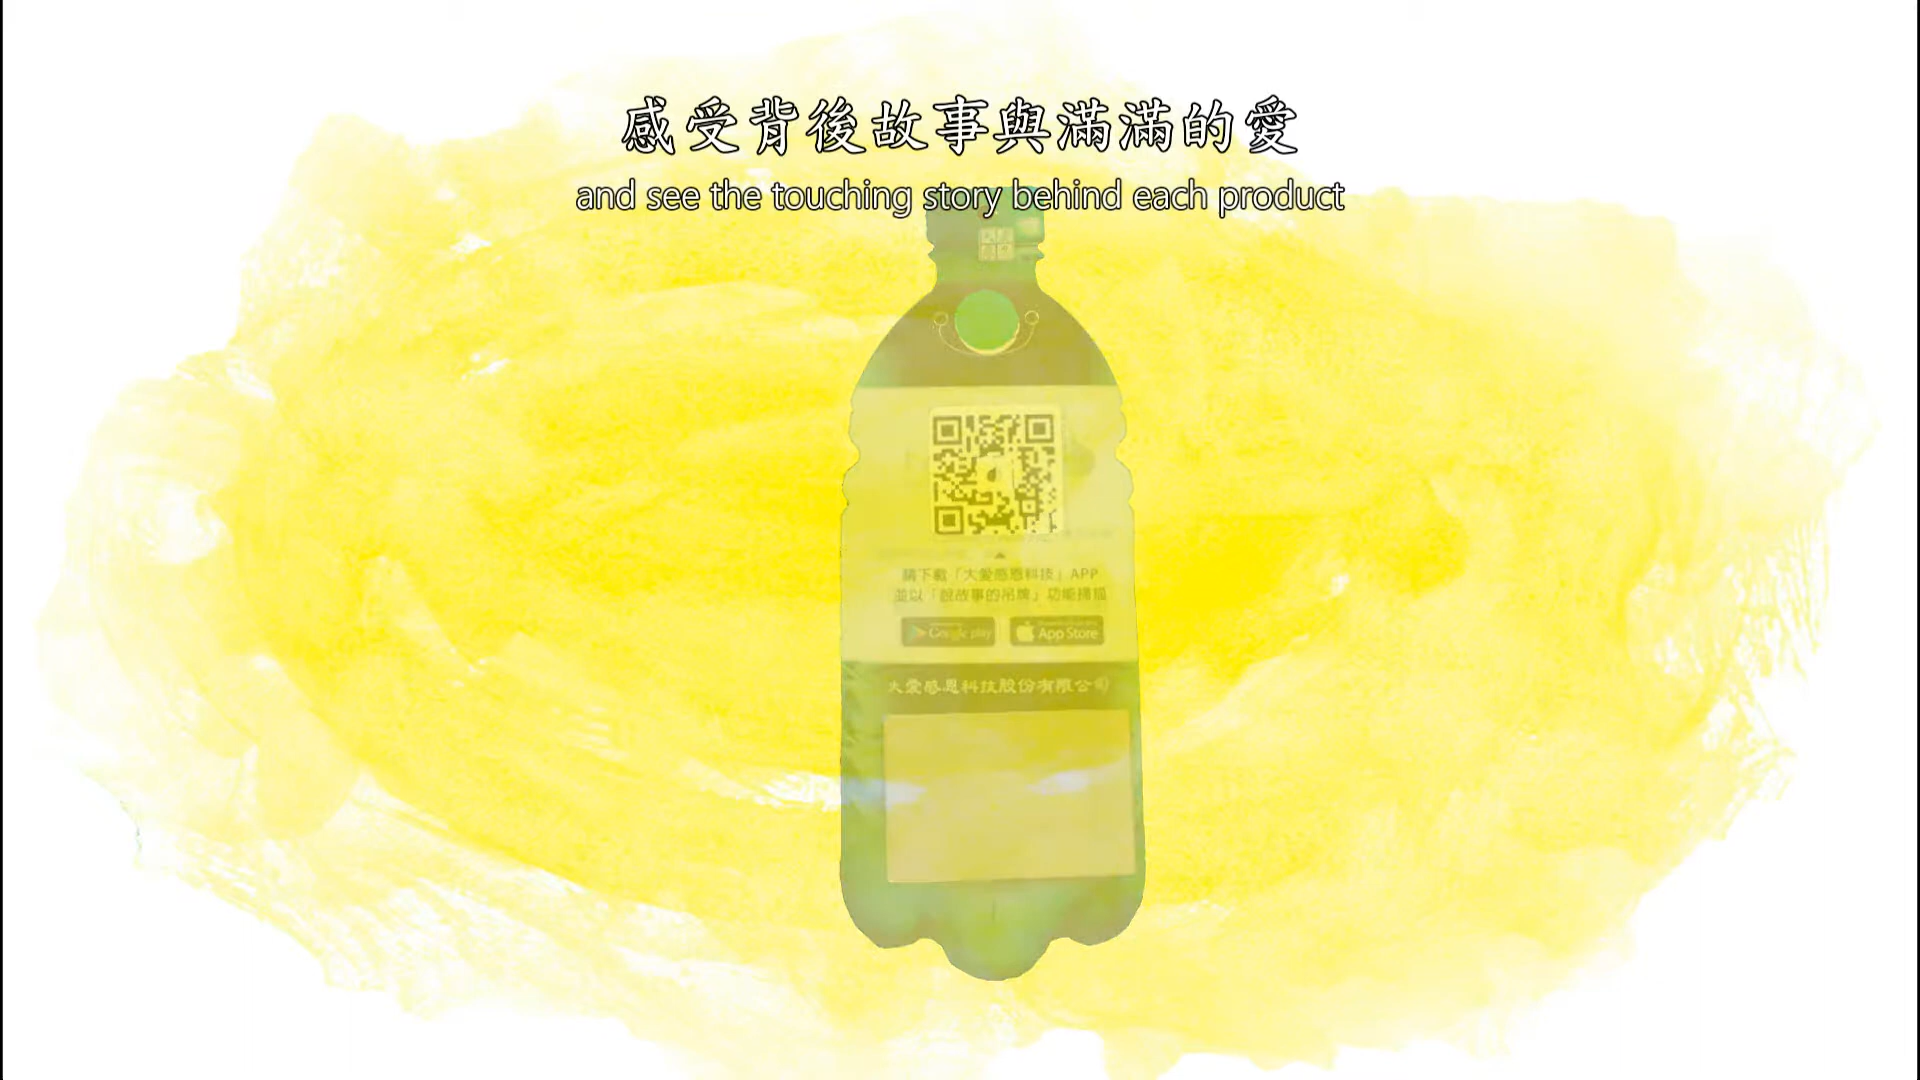 感受背後故事與滿滿的愛
and see the touching story behind each product
請下載「大愛感恩科技」APP
並以「說故事的吊牌」功能掃描
Google play
App Store
大愛感恩科技股份有限公司